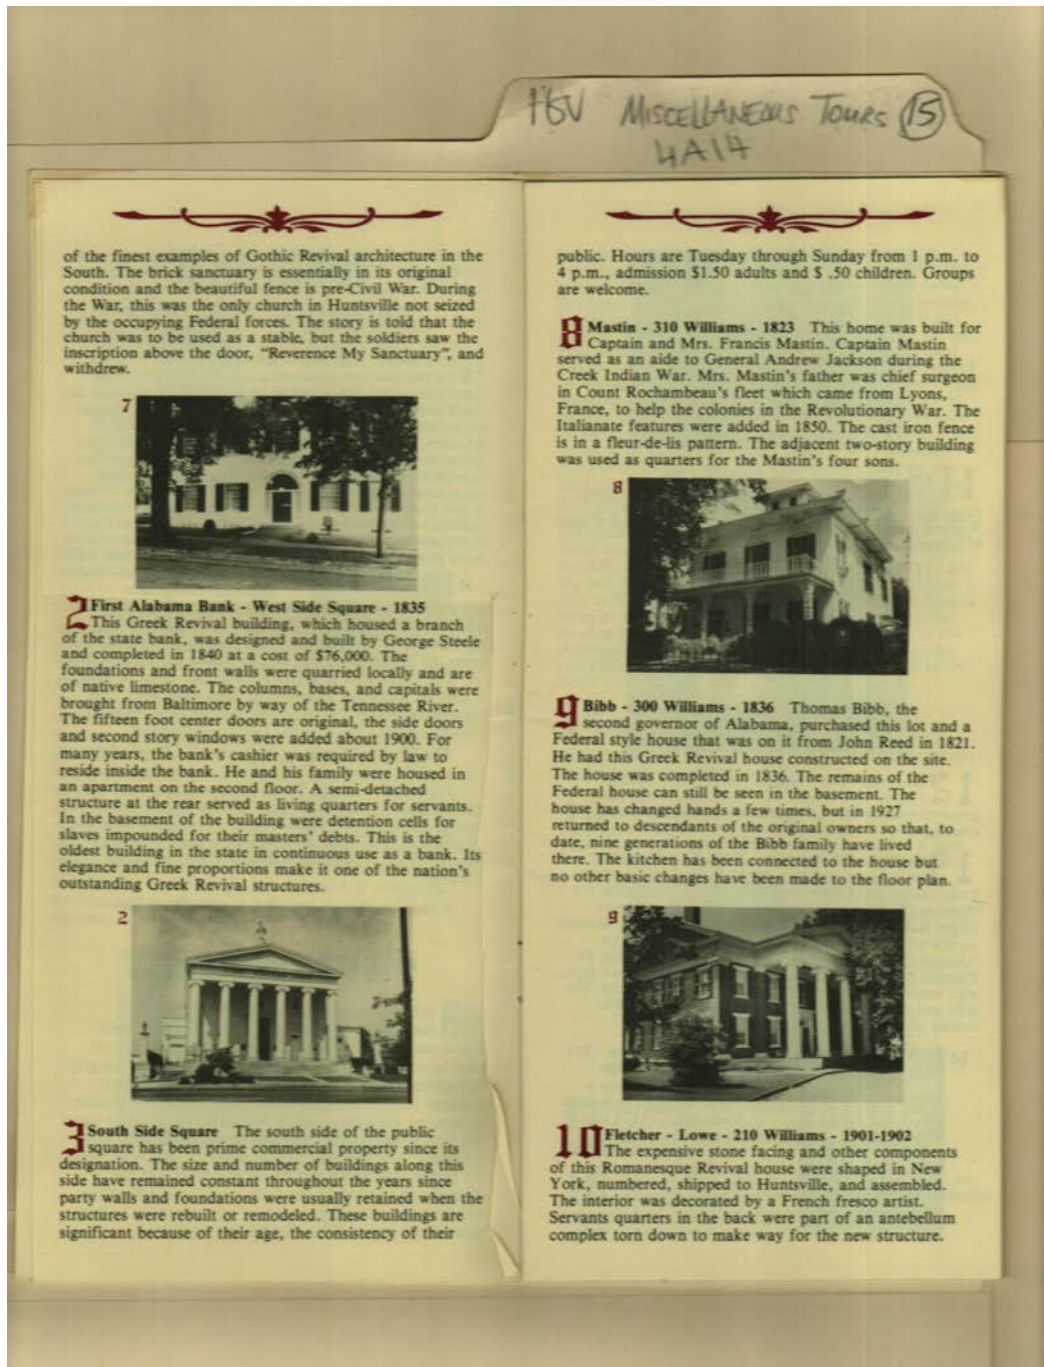 HSV MISCELLANEOUS TOURS 15
4A14
of the finest examples of Gothic Revival architecture in the
South. The brick sanctuary is essentially in its original
condition and the beautiful fence is pre-Civil War. During
the War, this was the only church in Huntsville not seized
by the occupying Federal forces. The story is told that the
church was to be used as a stable, but the soldiers saw the
inscription above the door, “Reverence My Sanctuary”, and
withdrew.
7
2 First Alabama Bank - West Side Square - 1835
This Greek Revival building, which housed a branch
of the state bank, was designed and built by George Steele
and completed in 1840 at a cost of $76,000. The
foundations and front walls were quarried locally and are
of native limestone. The columns, bases, and capitals were
brought from Baltimore by way of the Tennessee River.
The fifteen foot center doors are original, the side doors
and second story windows were added about 1900. For
many years, the bank's cashier was required by law to
reside inside the bank. He and his family were housed in
an apartment on the second floor. A semi-detached
structure at the rear served as living quarters for servants.
In the basement of the building were detention cells for
slaves impounded for their masters' debts. This is the
oldest building in the state in continuous use as a bank. Its
elegance and fine proportions make it one of the nation's
outstanding Greek Revival structures.
2
3 South Side Square The south side of the public
square has been prime commercial property since its
designation. The size and number of buildings along this
side have remained constant throughout the years since
party walls and foundations were usually retained when the
structures were rebuilt or remodeled. These buildings are
significant because of their age, the consistency of their
public. Hours are Tuesday through Sunday from 1 p.m. to
4 p.m., admission $1.50 adults and $ .50 children. Groups
are welcome.
8 Mastin - 310 Williams - 1823 This home was built for
Captain and Mrs. Francis Mastin. Captain Mastin
served as an aide to General Andrew Jackson during the
Creek Indian War. Mrs. Mastin's father was chief surgeon
in Count Rochambeau's fleet which came from Lyons,
France, to help the colonies in the Revolutionary War. The
Italianate features were added in 1850. The cast iron fence
is in a fleur-de-lis pattern. The adjacent two-story building
was used as quarters for the Mastin's four sons.
8
9 Bibb - 300 Williams - 1836 Thomas Bibb, the
second governor of Alabama, purchased this lot and a
Federal style house that was on it from John Reed in 1821.
He had this Greek Revival house constructed on the site.
The house was completed in 1836. The remains of the
Federal house can still be seen in the basement. The
house has changed hands a few times, but in 1927
returned to descendants of the original owners so that, to
date, nine generations of the Bibb family have lived
there. The kitchen has been connected to the house but
no other basic changes have been made to the floor plan.
9
10 Fletcher - Lowe - 210 Williams - 1901-1902
The expensive stone facing and other components
of this Romanesque Revival house were shaped in New
York, numbered, shipped to Huntsville, and assembled.
The interior was decorated by a French fresco artist.
Servants quarters in the back were part of an antebellum
complex torn down to make way for the new structure.